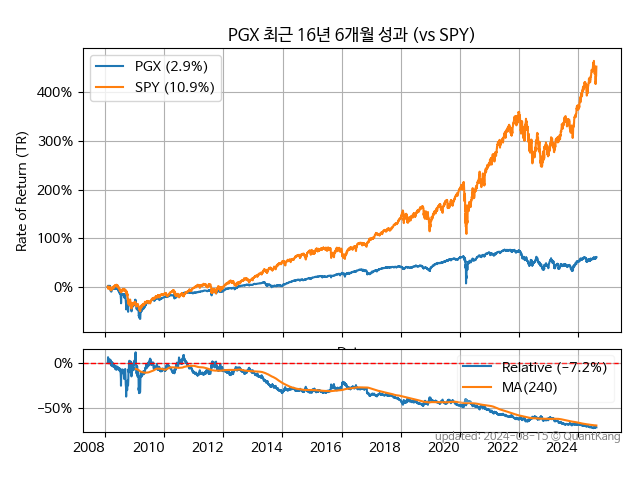 PGX 최근 16년 6개월 성과 (vs SPY)
PGX (2.9%)
SPY (10.9%)
Rate of Return (TR)
400%
300%
200%
100%
0%
0%
−50%
Relative (−7.2%)
MA(240)
2008 2010 2012 2014 2016 2018 2020 2022 2024
updated: 2024-08-15 © QuantKang